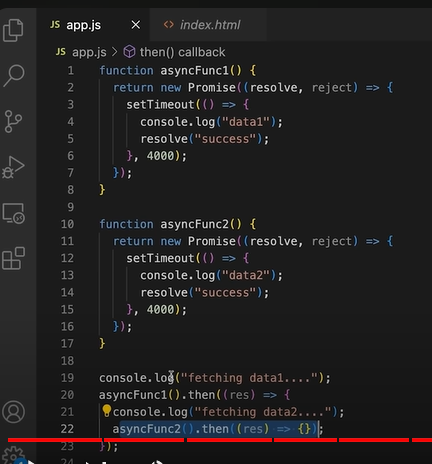 app.js index.html
app.js > then() callback
1 function asyncFunc1() {
2 return new Promise((resolve, reject) => {
3 setTimeout(() => {
4 console.log("data1");
5 resolve("success");
6 }, 4000);
7 });
8 }
9
10 function asyncFunc2() {
11 return new Promise((resolve, reject) => {
12 setTimeout(() => {
13 console.log("data2");
14 resolve("success");
15 }, 4000);
16 });
17 }
18
19 console.log("fetching data1....");
20 asyncFunc1().then((res) => {
21 console.log("fetching data2....");
22 asyncFunc2().then((res) => {});
23 });
24